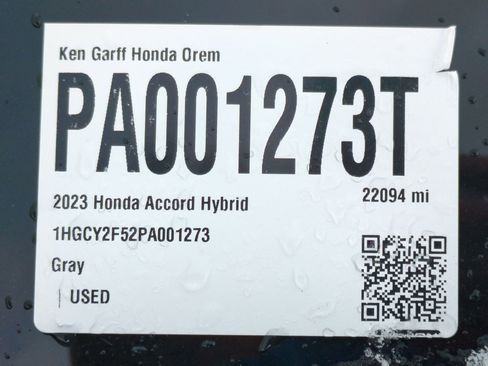 Ken Garff Honda Orem
PA001273T
2023 Honda Accord Hybrid
22094 mi
1HGCY2F52PA001273
Gray
USED